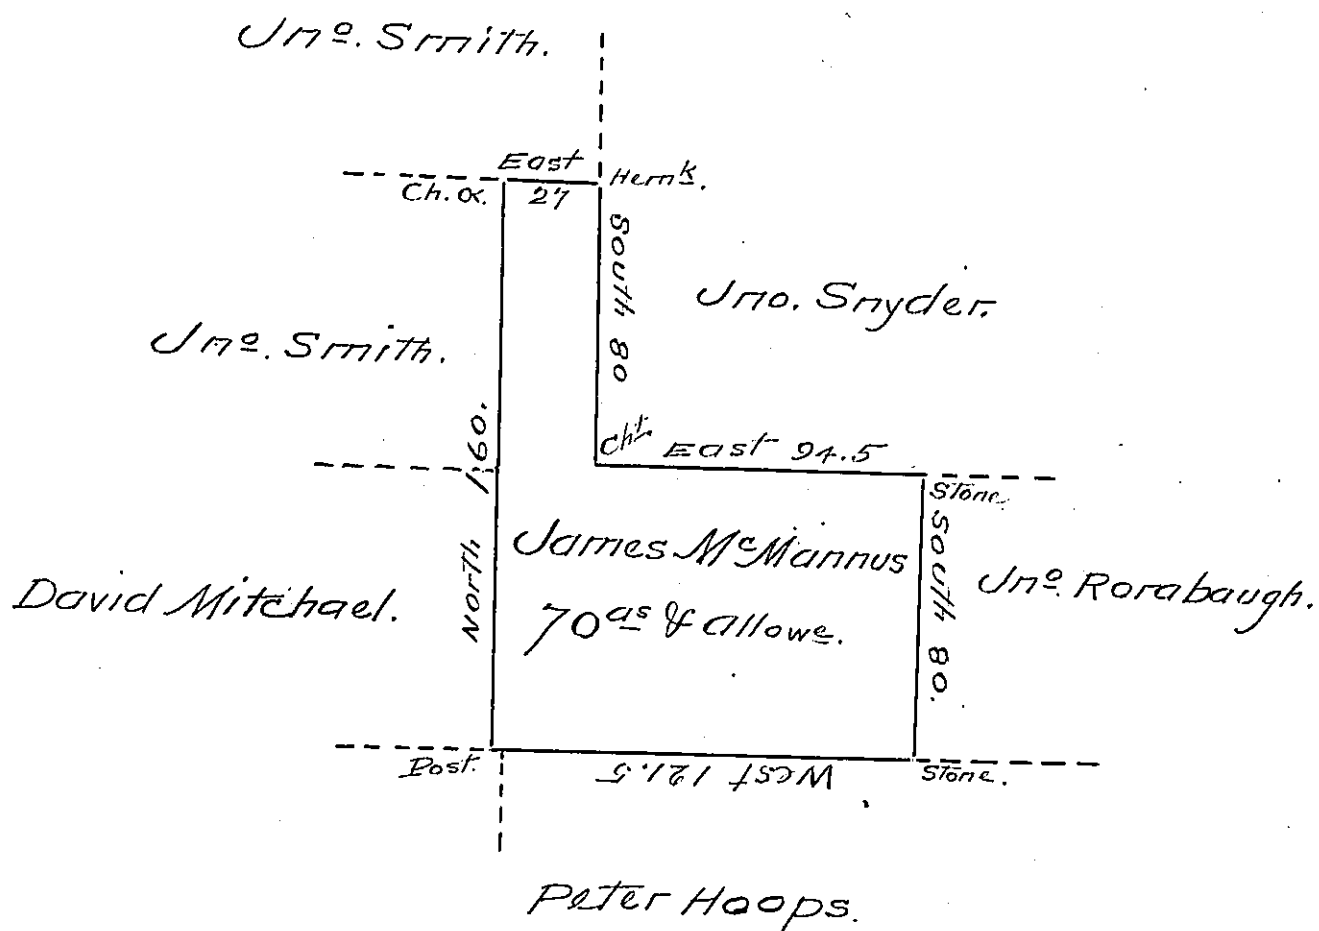 Jnº. Smith.
East
Ch. O.
27
Hemk.
South 80
Jno. Snyder.
Jnº. Smith.
North 160.
Cht.
East 94.5
Stone.
James McMannus
70as & allowe.
South 80.
Jnº. Rorabaugh.
David Mitchael.
Post.
West 121.5
Stone.
Peter Hoops.